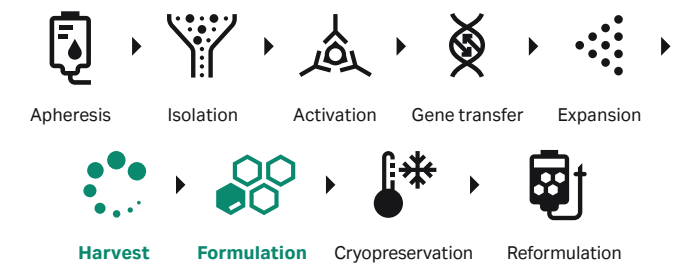 Apheresis Isolation Activation Gene transfer Expansion
Harvest Formulation Cryopreservation Reformulation